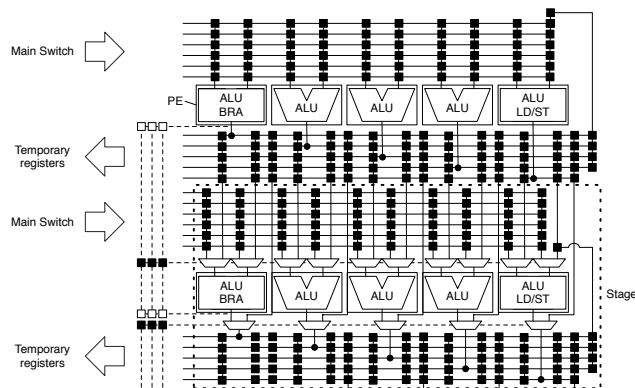 Main Switch
PE
ALU
BRA
ALU
ALU
ALU
ALU
LD/ST
Temporary
registers
Main Switch
ALU
BRA
ALU
ALU
ALU
ALU
LD/ST
Stage
Temporary
registers